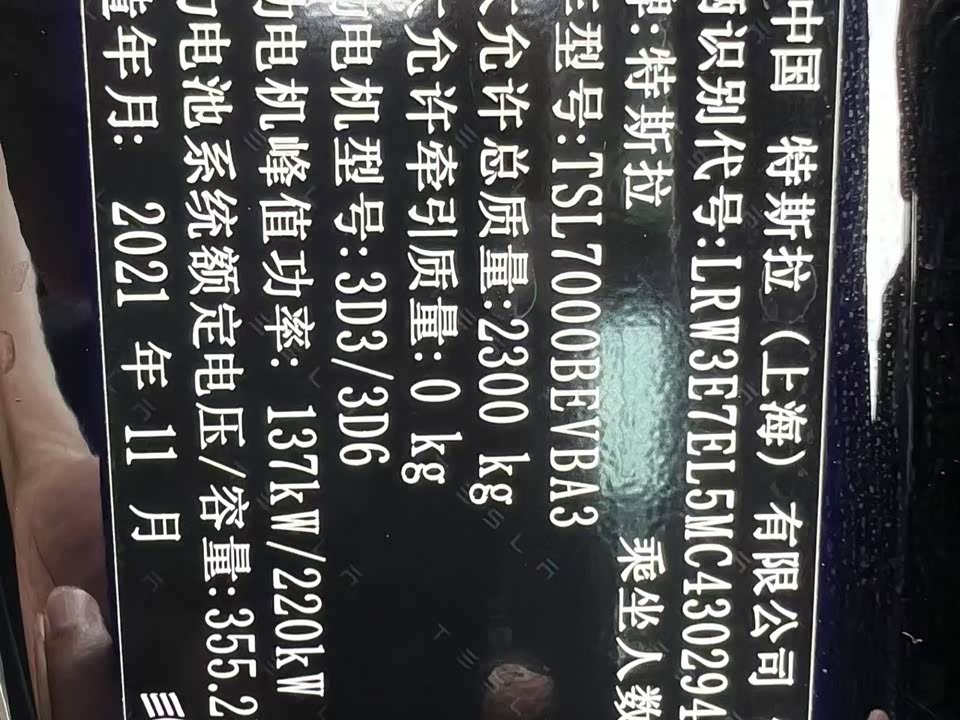 中国 特斯拉（上海）有限公司
识别代号:LRW3E7EL5MC430294
牌:特斯拉 乘坐人数
型号:TSL7000BEVBA3
允许总质量:2300 kg
允许牵引质量: 0 kg
电机型号:3D3/3D6
电机峰值功率: 137kW/220kW
电池系统额定电压/容量:355.2
年月: 2021 年 11 月